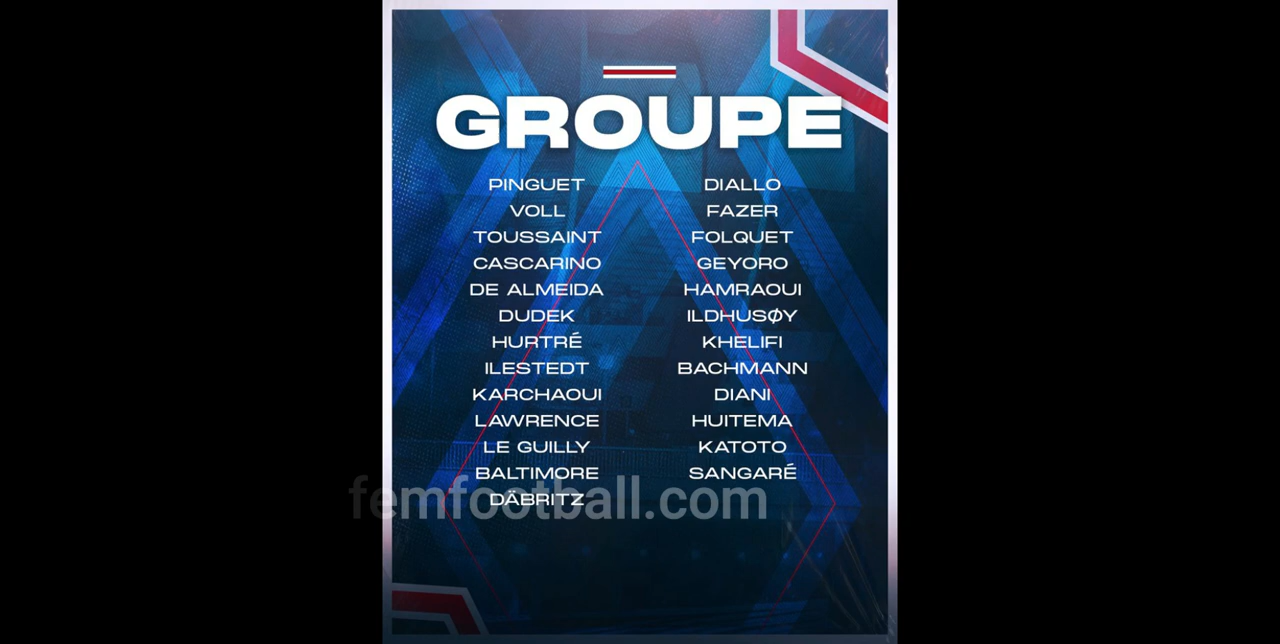 GROUPE
PINGUET
VOLL
TOUSSAINT
CASCARINO
DE ALMEIDA
DUDEK
HURTRÉ
ILESTEDT
KARCHAOUI
LAWRENCE
LE GUILLY
BALTIMORE
DÄBRITZ
DIALLO
FAZER
FOLQUET
GEYORO
HAMRAOUI
ILDHUSØY
KHELIFI
BACHMANN
DIANI
HUITEMA
KATOTO
SANGARÉ
femfootball.com